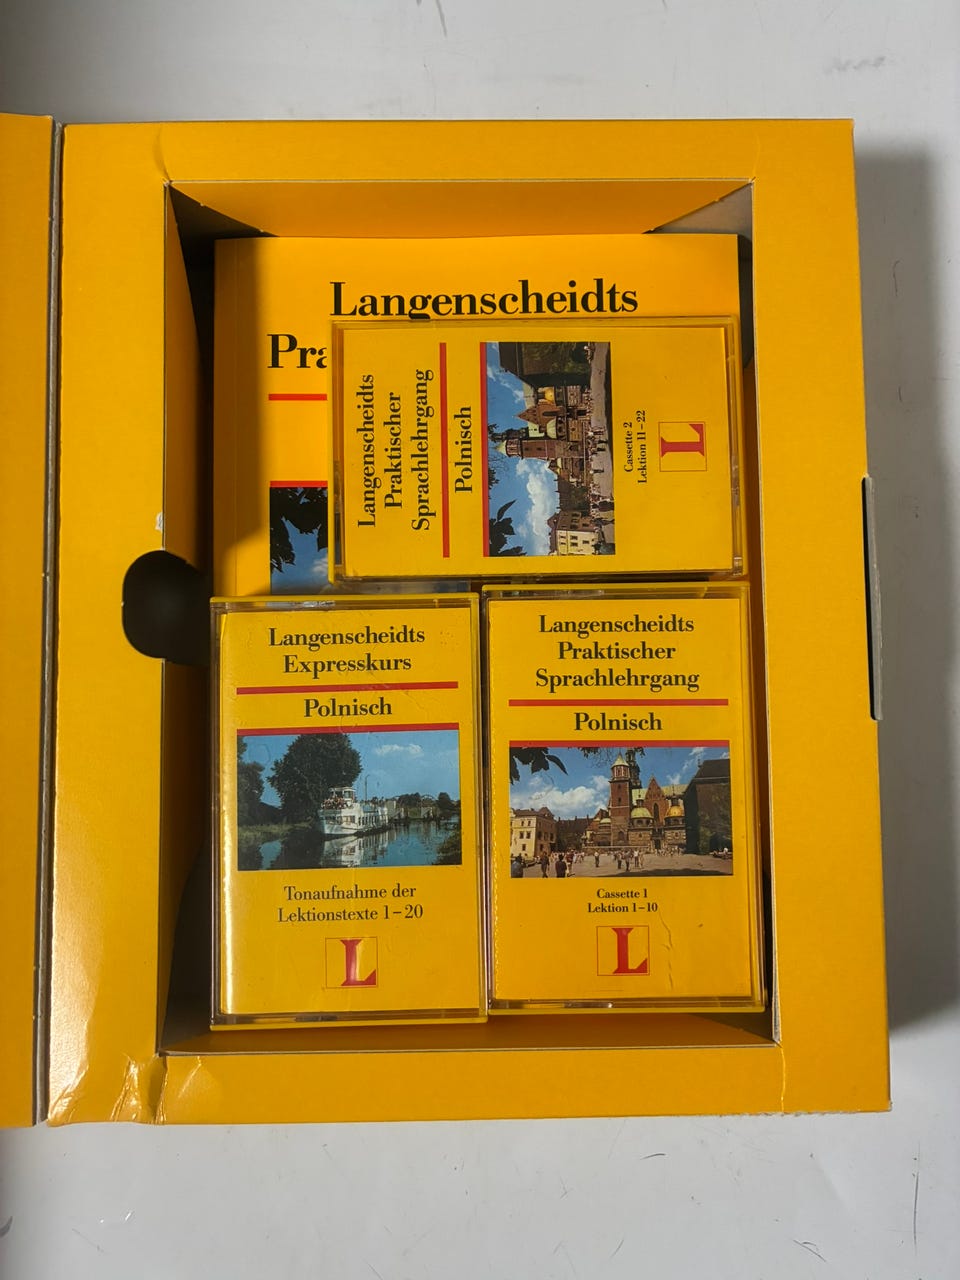 Langenscheidts
Pra
Langenscheidts
Praktischer
Sprachlehrgang
Polnisch
Cassette 2
Lektion 11–22
L
Langenscheidts
Expresskurs
Polnisch
Tonaufnahme der
Lektionstexte 1–20
L
Langenscheidts
Praktischer
Sprachlehrgang
Polnisch
Cassette 1
Lektion 1–10
L